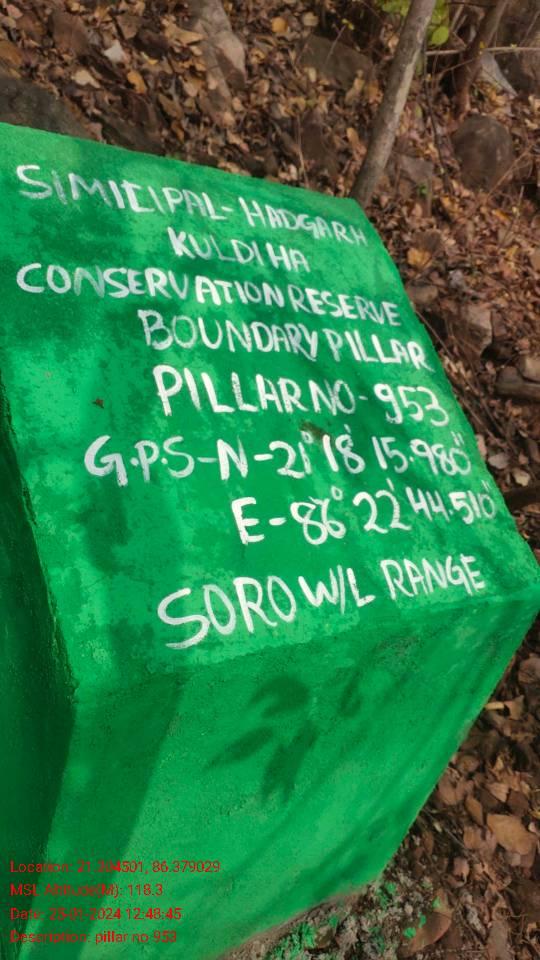 SIMILIPAL-HADGARH
KULDIHA
CONSERVATION RESERVE
BOUNDARY PILLAR
PILLAR NO-953
G.P.S-N-21° 18' 15.980"
E-86° 22' 44.510"
SORO W/L RANGE
Location: 21.304501, 86.379029
MSL Altitude(M): 118.3
Date: 2024 12:48:45
Description: pillar no 953